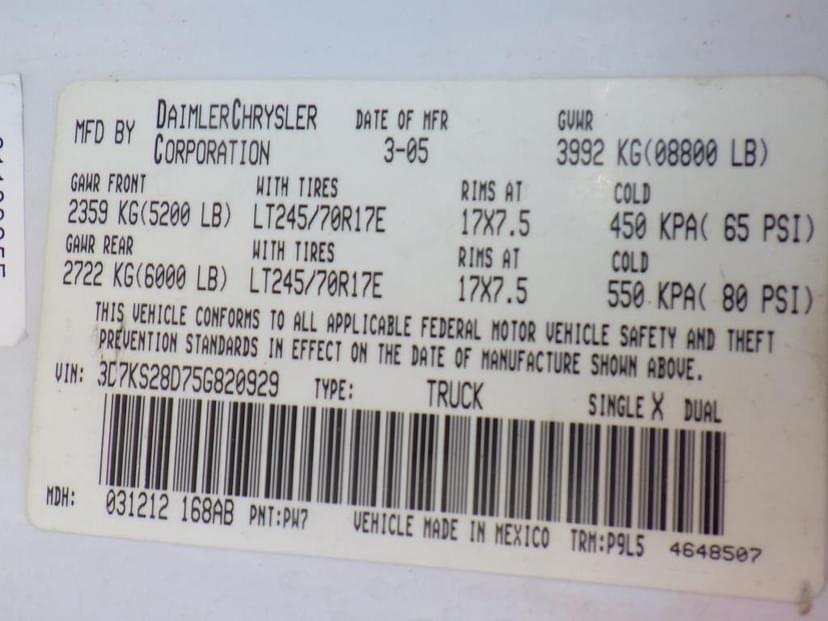 MFD BY DAIMLERCHRYSLER CORPORATION DATE OF MFR 3-05 GVWR 3992 KG(08800 LB)
GAWR FRONT WITH TIRES RIMS AT COLD
2359 KG(5200 LB) LT245/70R17E 17X7.5 450 KPA( 65 PSI)
GAWR REAR WITH TIRES RIMS AT COLD
2722 KG(6000 LB) LT245/70R17E 17X7.5 550 KPA( 80 PSI)
THIS VEHICLE CONFORMS TO ALL APPLICABLE FEDERAL MOTOR VEHICLE SAFETY AND THEFT
PREVENTION STANDARDS IN EFFECT ON THE DATE OF MANUFACTURE SHOWN ABOVE.
VIN: 3D7KS28D75G820929 TYPE: TRUCK SINGLE X DUAL
MDH: 031212 168AB PNT:PW7 VEHICLE MADE IN MEXICO TRM:P9L5 4648507